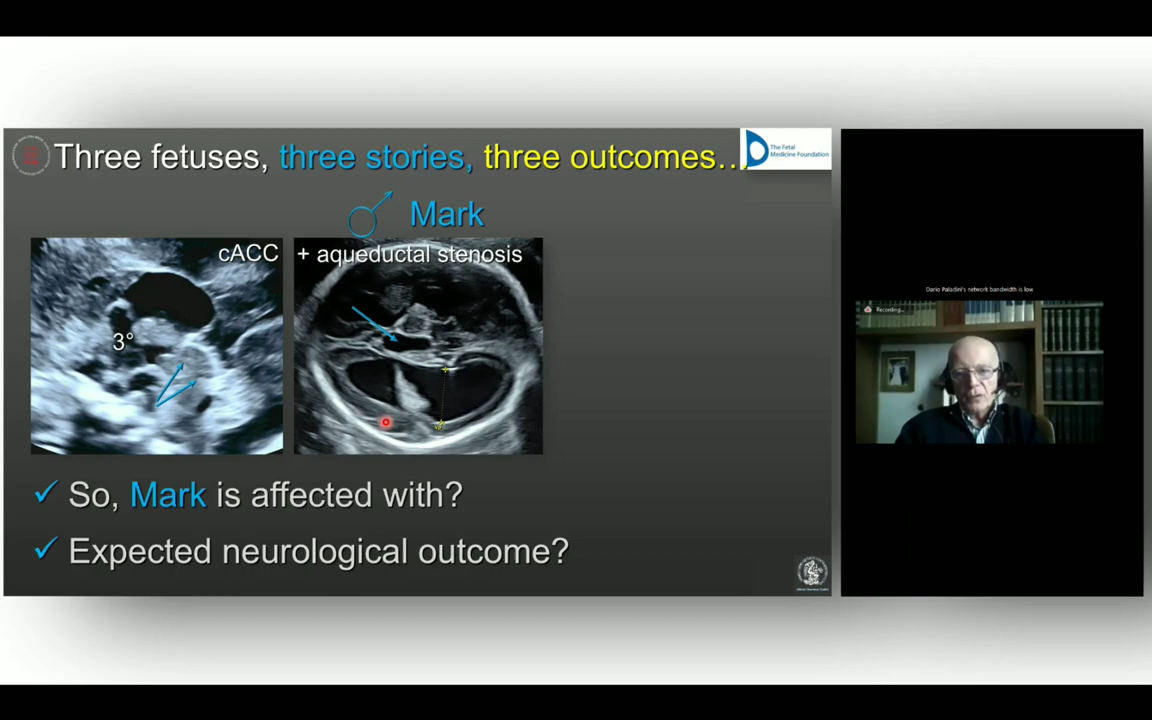 Three fetuses, three stories, three outcomes…
The Fetal
Medicine Foundation
Mark
cACC
+ aqueductal stenosis
3°
So, Mark is affected with?
Expected neurological outcome?
Dario Paladini's network bandwidth is low
Recording...